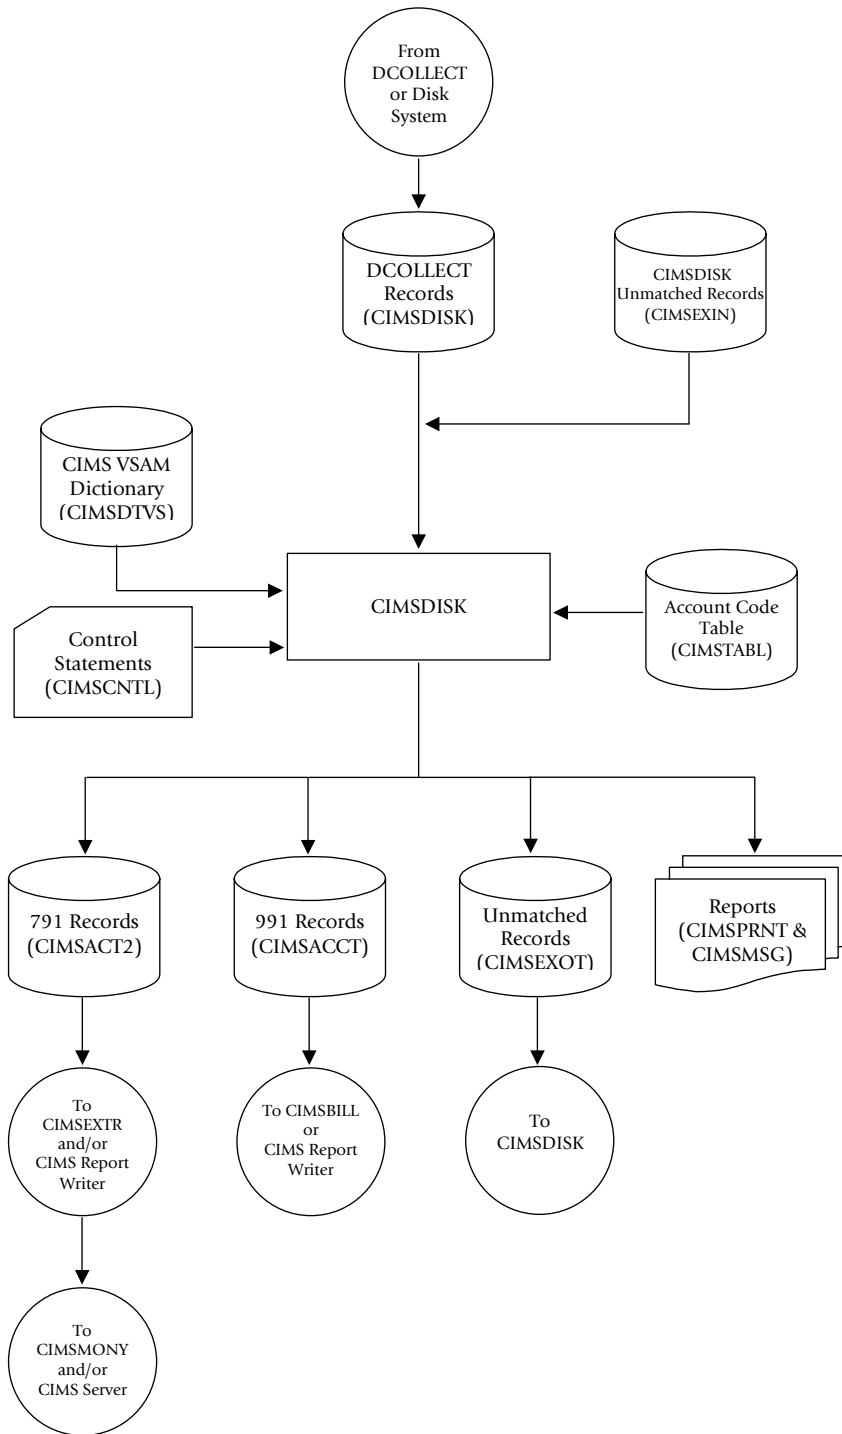 From
DCOLLECT
or Disk
System
DCOLLECT
Records
(CIMSDISK)
CIMSDISK
Unmatched Records
(CIMSEXIN)
CIMS VSAM
Dictionary
(CIMSDTVS)
CIMSDISK
Account Code
Table
(CIMSTABL)
Control
Statements
(CIMSCNTL)
791 Records
(CIMSACT2)
991 Records
(CIMSACCT)
Unmatched
Records
(CIMSEXOT)
Reports
(CIMSPRNT &
CIMSMSG)
To
CIMSEXTR
and/or
CIMS Report
Writer
To CIMSBILL
or
CIMS Report
Writer
To
CIMSDISK
To
CIMSMONY
and/or
CIMS Server